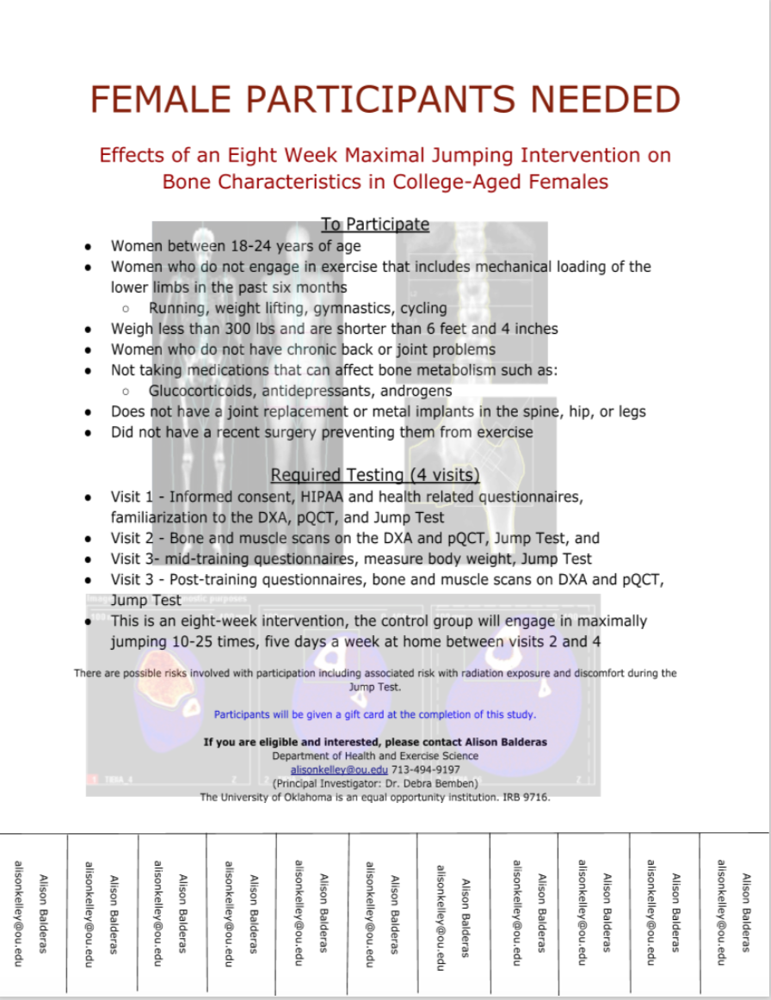 FEMALE PARTICIPANTS NEEDED
Effects of an Eight Week Maximal Jumping Intervention on
Bone Characteristics in College-Aged Females
To Participate
● Women between 18-24 years of age
● Women who do not engage in exercise that includes mechanical loading of the
lower limbs in the past six months
○ Running, weight lifting, gymnastics, cycling
● Weigh less than 300 lbs and are shorter than 6 feet and 4 inches
● Women who do not have chronic back or joint problems
● Not taking medications that can affect bone metabolism such as:
○ Glucocorticoids, antidepressants, androgens
● Does not have a joint replacement or metal implants in the spine, hip, or legs
● Did not have a recent surgery preventing them from exercise
Required Testing (4 visits)
● Visit 1 - Informed consent, HIPAA and health related questionnaires,
familiarization to the DXA, pQCT, and Jump Test
● Visit 2 - Bone and muscle scans on the DXA and pQCT, Jump Test, and
● Visit 3- mid-training questionnaires, measure body weight, Jump Test
● Visit 3 - Post-training questionnaires, bone and muscle scans on DXA and pQCT,
Jump Test
● This is an eight-week intervention, the control group will engage in maximally
jumping 10-25 times, five days a week at home between visits 2 and 4
There are possible risks involved with participation including associated risk with radiation exposure and discomfort during the
Jump Test.
Participants will be given a gift card at the completion of this study.
If you are eligible and interested, please contact Alison Balderas
Department of Health and Exercise Science
alisonkelley@ou.edu 713-494-9197
(Principal Investigator: Dr. Debra Bemben)
The University of Oklahoma is an equal opportunity institution. IRB 9716.
Alison Balderas
alisonkelley@ou.edu
Alison Balderas
alisonkelley@ou.edu
Alison Balderas
alisonkelley@ou.edu
Alison Balderas
alisonkelley@ou.edu
Alison Balderas
alisonkelley@ou.edu
Alison Balderas
alisonkelley@ou.edu
Alison Balderas
alisonkelley@ou.edu
Alison Balderas
alisonkelley@ou.edu
Alison Balderas
alisonkelley@ou.edu
Alison Balderas
alisonkelley@ou.edu
Alison Balderas
alisonkelley@ou.edu